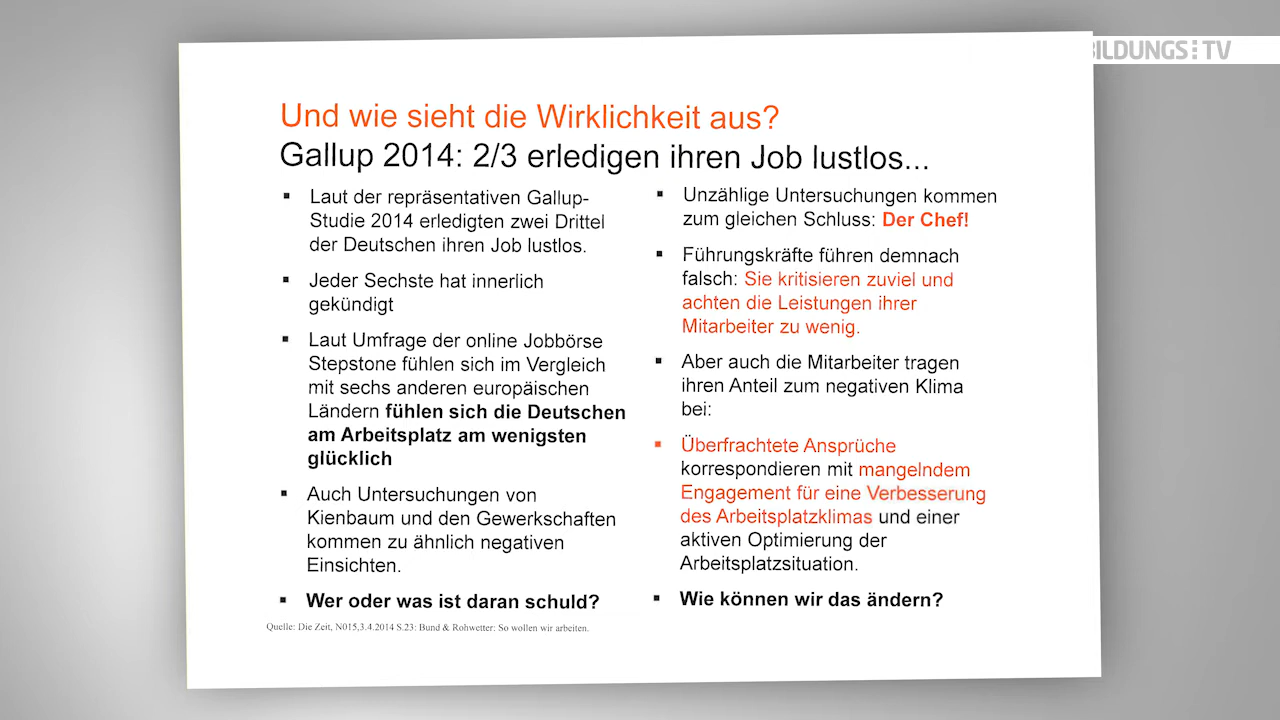 BILDUNGS TV
Und wie sieht die Wirklichkeit aus?
Gallup 2014: 2/3 erledigen ihren Job lustlos...
Laut der repräsentativen Gallup-
Studie 2014 erledigten zwei Drittel
der Deutschen ihren Job lustlos.
Jeder Sechste hat innerlich
gekündigt
Laut Umfrage der online Jobbörse
Stepstone fühlen sich im Vergleich
mit sechs anderen europäischen
Ländern fühlen sich die Deutschen
am Arbeitsplatz am wenigsten
glücklich
Auch Untersuchungen von
Kienbaum und den Gewerkschaften
kommen zu ähnlich negativen
Einsichten.
Wer oder was ist daran schuld?
Unzählige Untersuchungen kommen
zum gleichen Schluss: Der Chef!
Führungskräfte führen demnach
falsch: Sie kritisieren zuviel und
achten die Leistungen ihrer
Mitarbeiter zu wenig.
Aber auch die Mitarbeiter tragen
ihren Anteil zum negativen Klima
bei:
Überfrachtete Ansprüche
korrespondieren mit mangelndem
Engagement für eine Verbesserung
des Arbeitsplatzklimas und einer
aktiven Optimierung der
Arbeitsplatzsituation.
Wie können wir das ändern?
Quelle: Die Zeit, N015,3.4.2014 S.23: Bund & Rohwetter: So wollen wir arbeiten.